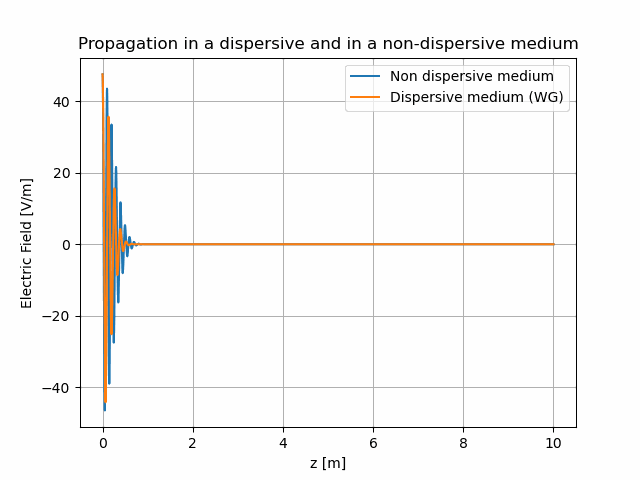 Propagation in a dispersive and in a non-dispersive medium
Non dispersive medium
Dispersive medium (WG)
Electric Field [V/m]
40
20
0
−20
−40
0 2 4 6 8 10
z [m]